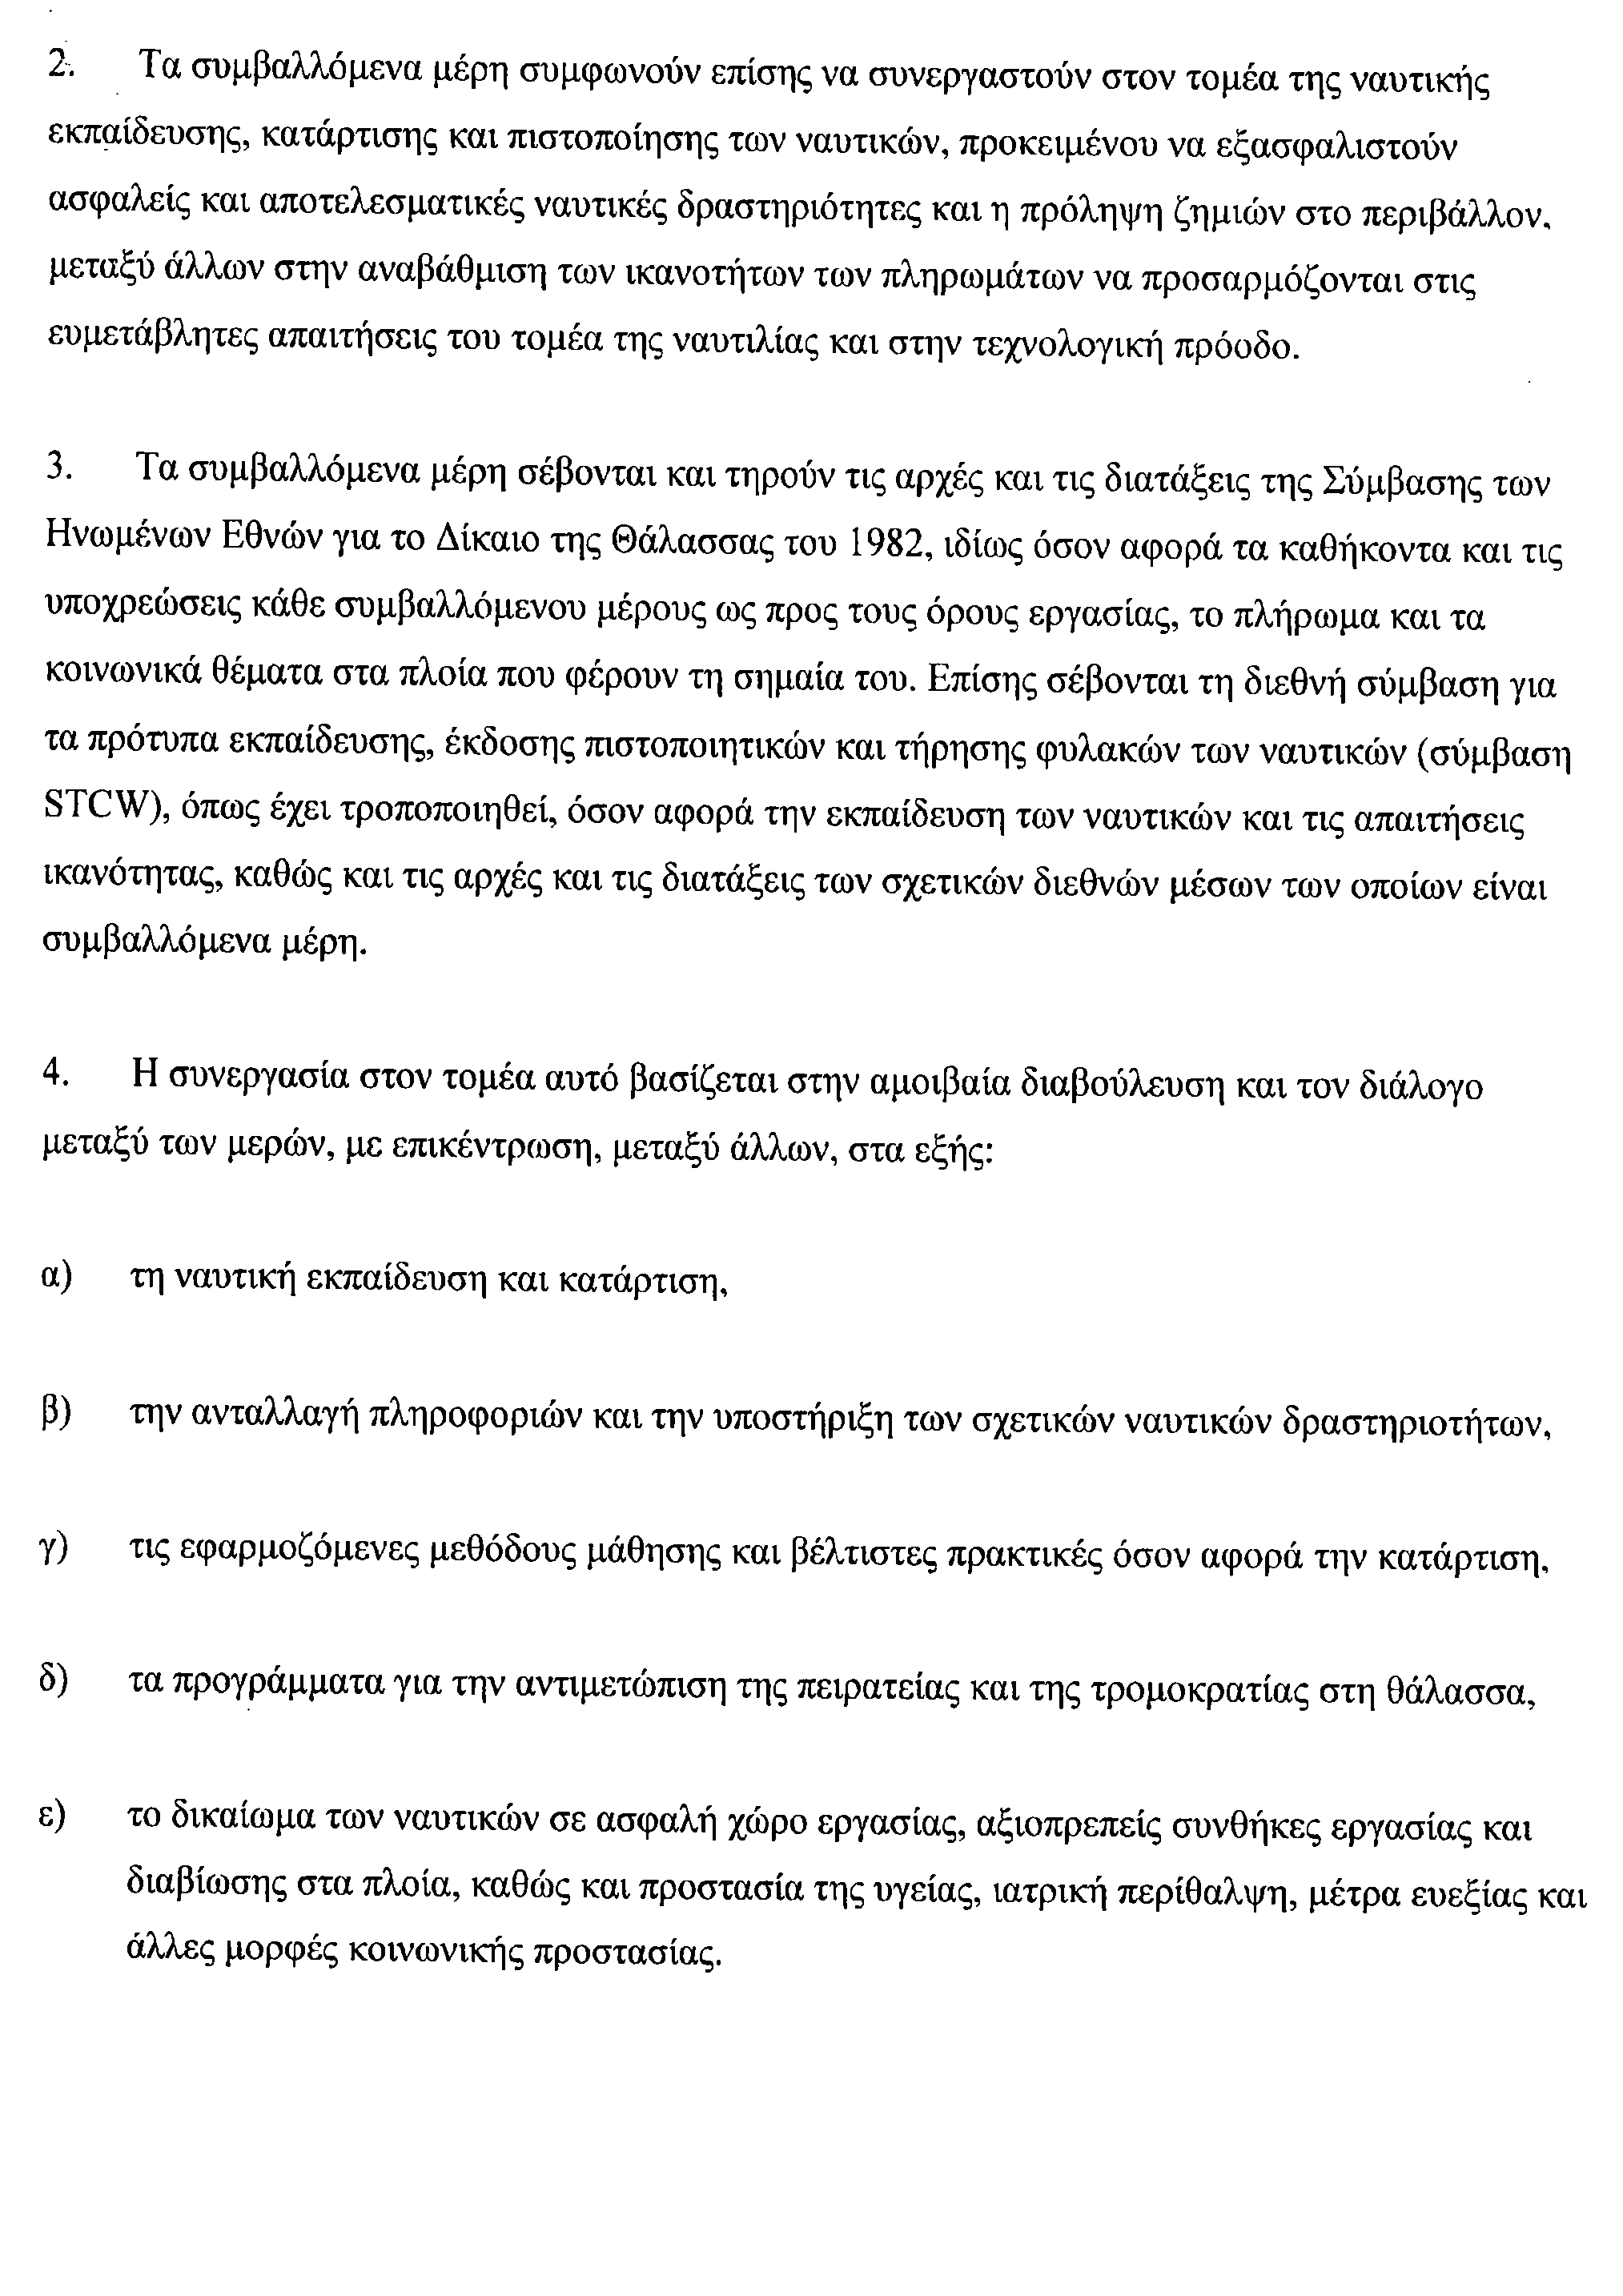 2. Τα συμβαλλόμενα μέρη συμφωνούν επίσης να συνεργαστούν στον τομέα της ναυτικής
εκπαίδευσης, κατάρτισης και πιστοποίησης των ναυτικών, προκειμένου να εξασφαλιστούν
ασφαλείς και αποτελεσματικές ναυτικές δραστηριότητες και η πρόληψη ζημιών στο περιβάλλον,
μεταξύ άλλων στην αναβάθμιση των ικανοτήτων των πληρωμάτων να προσαρμόζονται στις
ευμετάβλητες απαιτήσεις του τομέα της ναυτιλίας και στην τεχνολογική πρόοδο.
3. Τα συμβαλλόμενα μέρη σέβονται και τηρούν τις αρχές και τις διατάξεις της Σύμβασης των
Ηνωμένων Εθνών για το Δίκαιο της Θάλασσας του 1982, ιδίως όσον αφορά τα καθήκοντα και τις
υποχρεώσεις κάθε συμβαλλόμενου μέρους ως προς τους όρους εργασίας, το πλήρωμα και τα
κοινωνικά θέματα στα πλοία που φέρουν τη σημαία του. Επίσης σέβονται τη διεθνή σύμβαση για
τα πρότυπα εκπαίδευσης, έκδοσης πιστοποιητικών και τήρησης φυλακών των ναυτικών (σύμβαση
STCW), όπως έχει τροποποιηθεί, όσον αφορά την εκπαίδευση των ναυτικών και τις απαιτήσεις
ικανότητας, καθώς και τις αρχές και τις διατάξεις των σχετικών διεθνών μέσων των οποίων είναι
συμβαλλόμενα μέρη.
4. Η συνεργασία στον τομέα αυτό βασίζεται στην αμοιβαία διαβούλευση και τον διάλογο
μεταξύ των μερών, με επικέντρωση, μεταξύ άλλων, στα εξής:
α) τη ναυτική εκπαίδευση και κατάρτιση,
β) την ανταλλαγή πληροφοριών και την υποστήριξη των σχετικών ναυτικών δραστηριοτήτων,
γ) τις εφαρμοζόμενες μεθόδους μάθησης και βέλτιστες πρακτικές όσον αφορά την κατάρτιση,
δ) τα προγράμματα για την αντιμετώπιση της πειρατείας και της τρομοκρατίας στη θάλασσα,
ε) το δικαίωμα των ναυτικών σε ασφαλή χώρο εργασίας, αξιοπρεπείς συνθήκες εργασίας και
διαβίωσης στα πλοία, καθώς και προστασία της υγείας, ιατρική περίθαλψη, μέτρα ευεξίας και
άλλες μορφές κοινωνικής προστασίας.